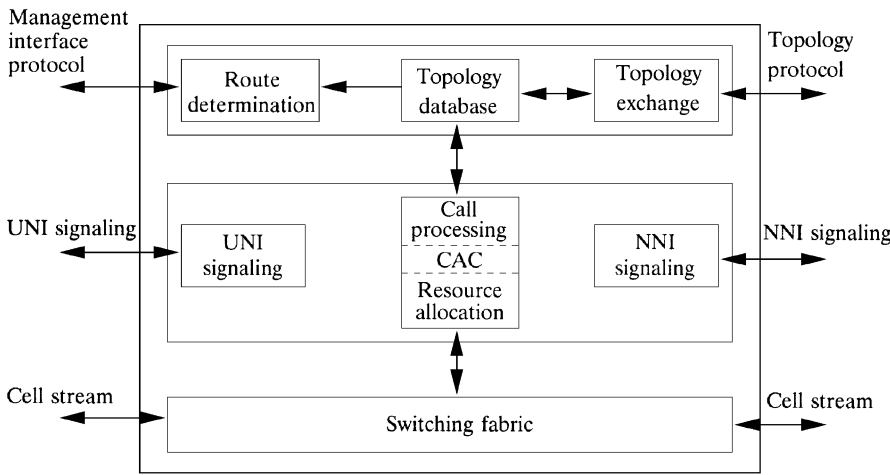 Management
interface
protocol
Route
determination
Topology
database
Topology
exchange
Topology
protocol
UNI signaling
UNI
signaling
Call
processing
CAC
Resource
allocation
NNI
signaling
NNI signaling
Cell stream
Switching fabric
Cell stream